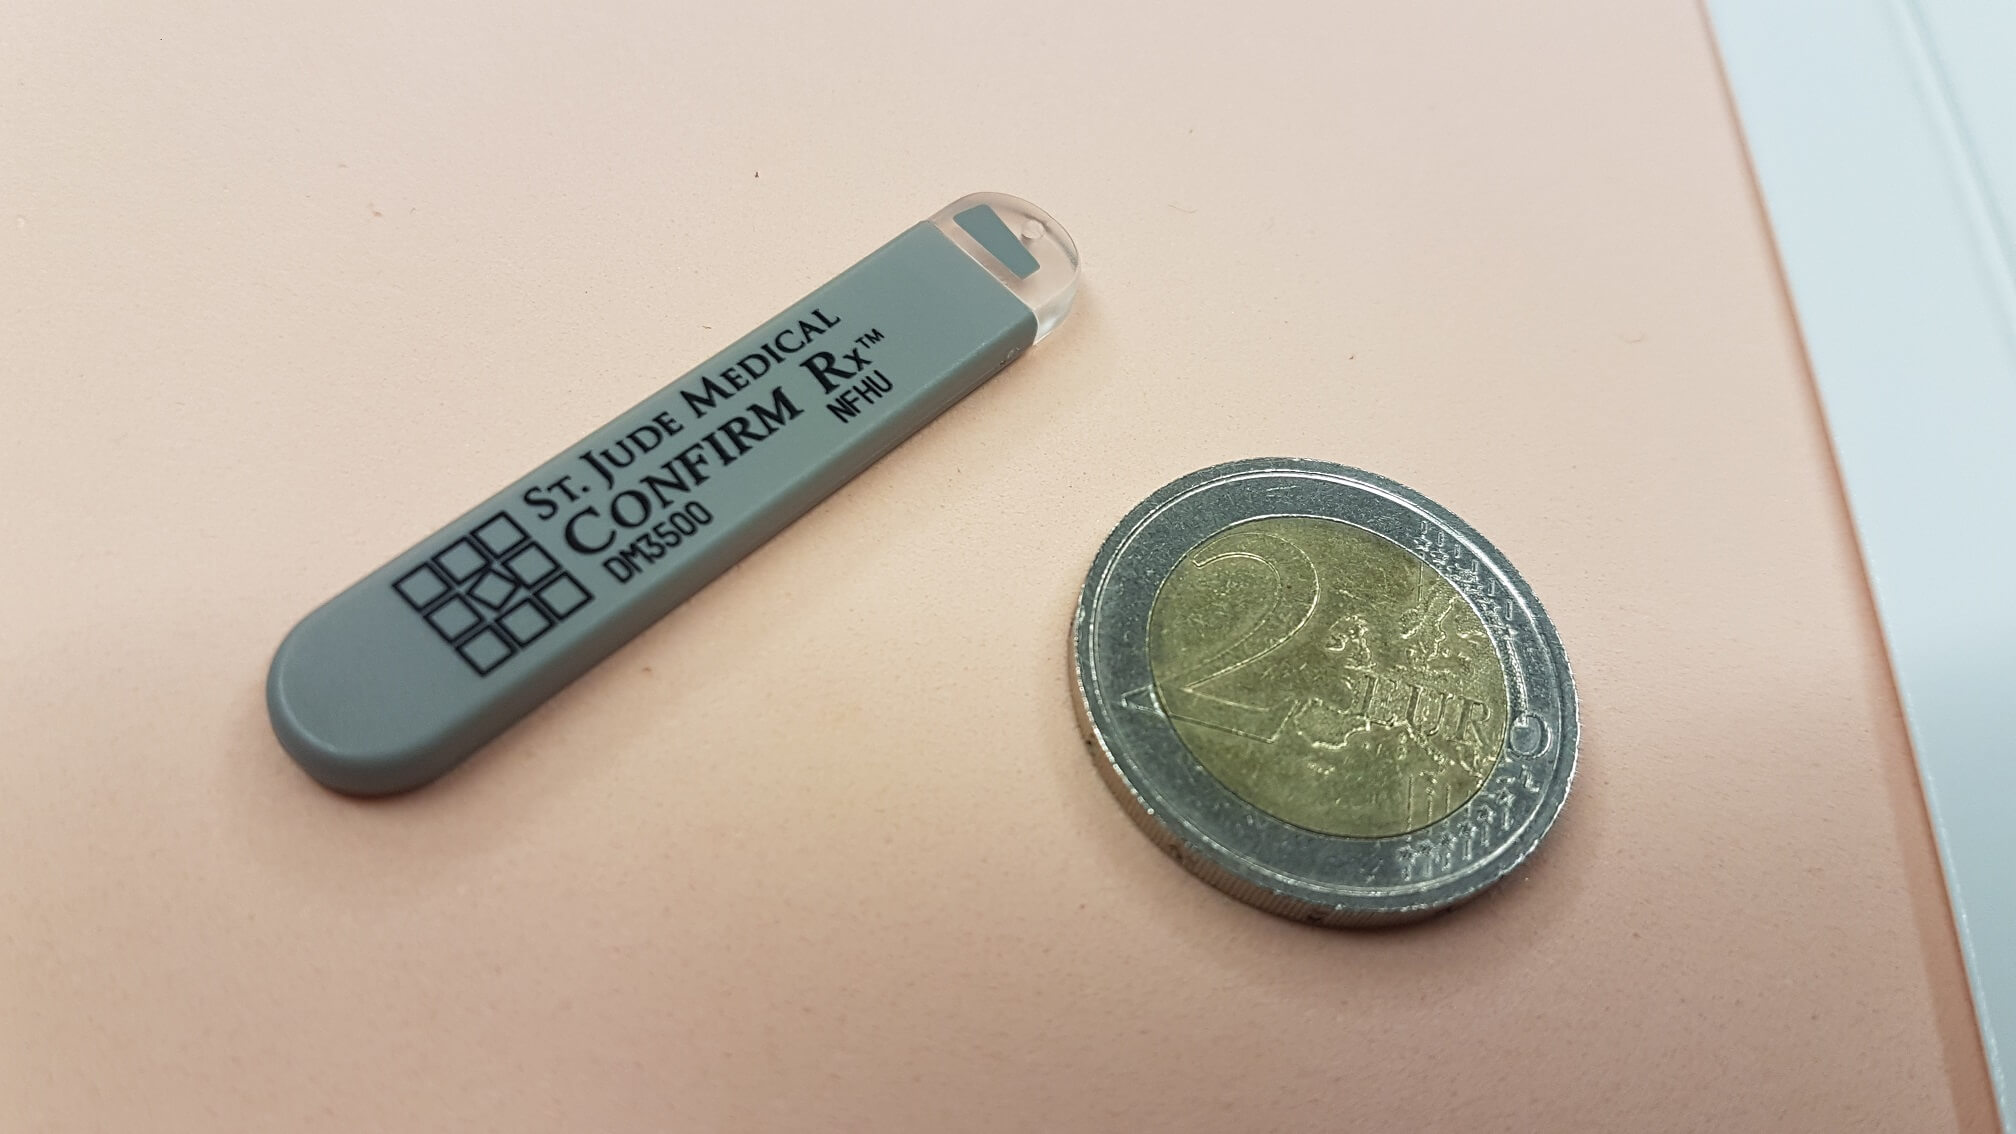 St. Jude Medical
Confirm Rx™
DM3500 NFHU
2 EURO